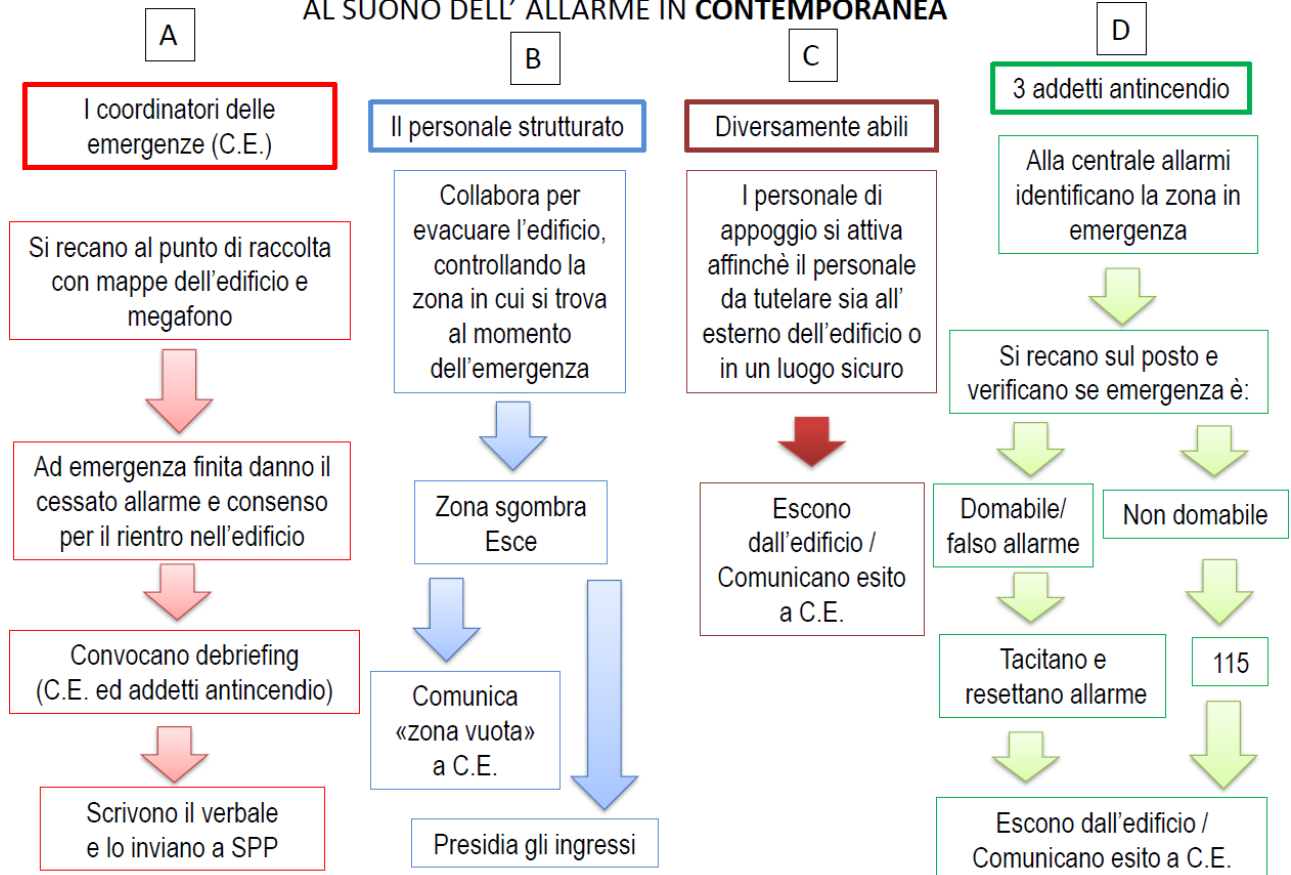 AL SUONO DELL' ALLARME IN CONTEMPORANEA
A
I coordinatori delle
emergenze (C.E.)
Si recano al punto di raccolta
con mappe dell'edificio e
megafono
Ad emergenza finita danno il
cessato allarme e consenso
per il rientro nell'edificio
Convocano debriefing
(C.E. ed addetti antincendio)
Scrivono il verbale
e lo inviano a SPP
B
Il personale strutturato
Collabora per
evacuare l'edificio,
controllando la
zona in cui si trova
al momento
dell'emergenza
Zona sgombra
Esce
Comunica
«zona vuota»
a C.E.
Presidia gli ingressi
C
Diversamente abili
I personale di
appoggio si attiva
affinchè il personale
da tutelare sia all'
esterno dell'edificio o
in un luogo sicuro
Escono
dall'edificio /
Comunicano esito
a C.E.
D
3 addetti antincendio
Alla centrale allarmi
identificano la zona in
emergenza
Si recano sul posto e
verificano se emergenza è:
Domabile/
falso allarme
Non domabile
Tacitano e
resettano allarme
115
Escono dall'edificio /
Comunicano esito a C.E.